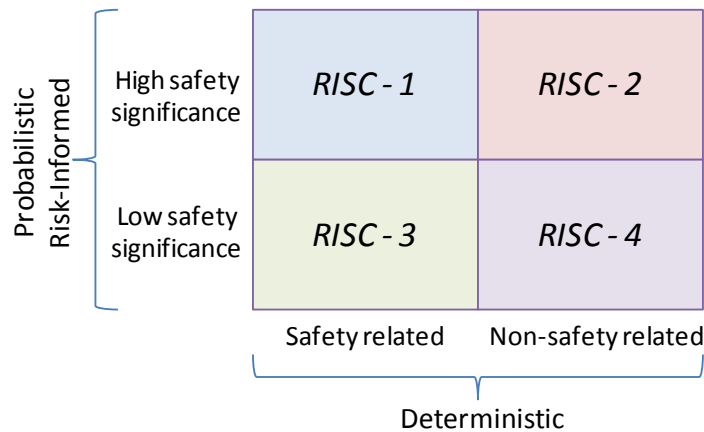 Probabilistic
Risk-Informed
High safety
significance
RISC - 1
RISC - 2
Low safety
significance
RISC - 3
RISC - 4
Safety related
Non-safety related
Deterministic